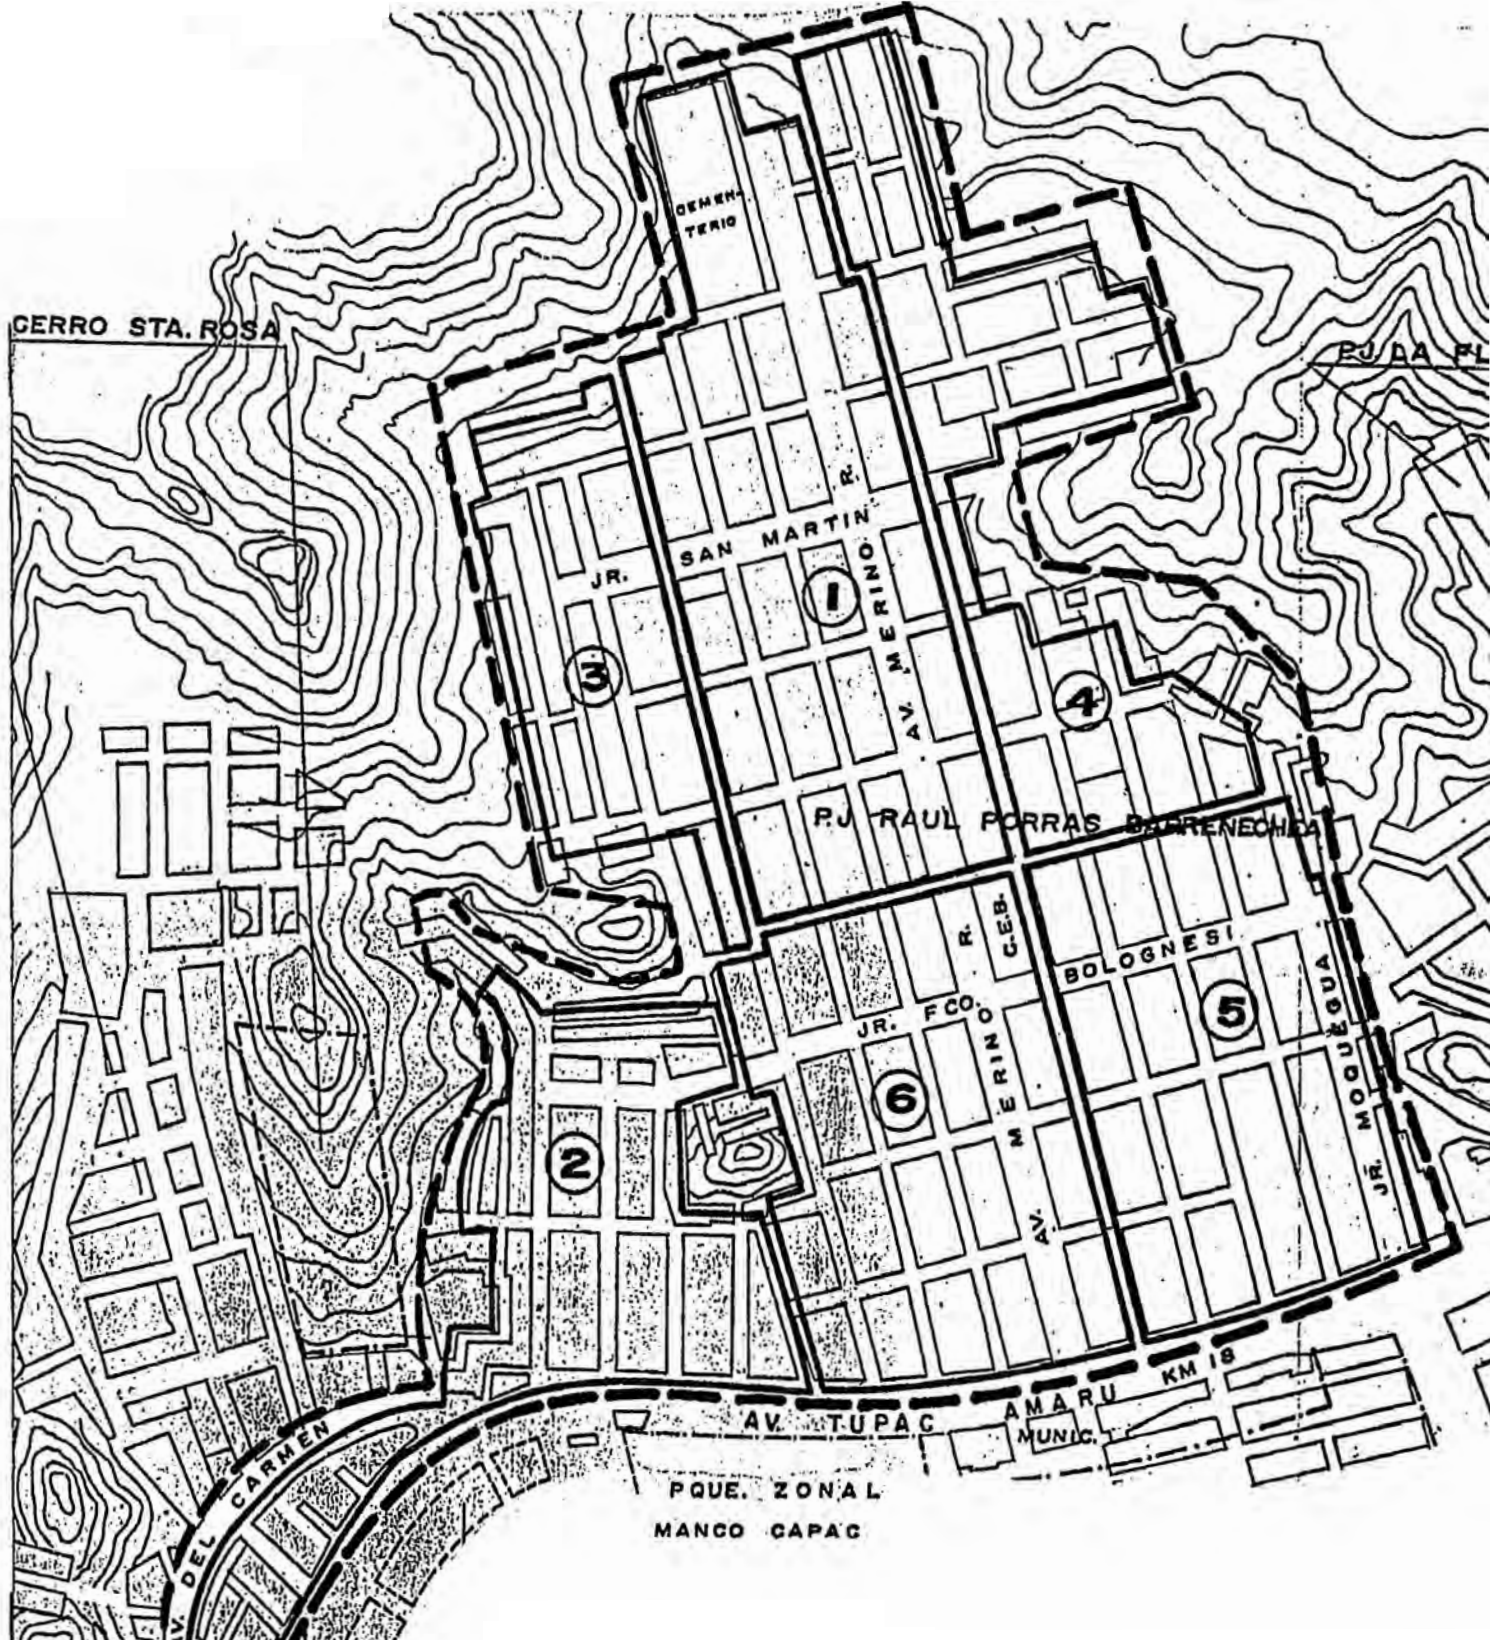 CEMEN-
TERIO
CERRO STA. ROSA
PJ. LA FL
JR. SAN MARTIN
AV. MERINO R.
1
3
4
PJ RAUL PORRAS BARRENECHEA
R.
C.E.B.
JR. FCO. BOLOGNESI
AV. MERINO
5
JR. MOQUEGUA
6
2
AV. TUPAC AMARU KM 18
MUNIC.
AV. DEL CARMEN
PQUE. ZONAL
MANCO CAPAC